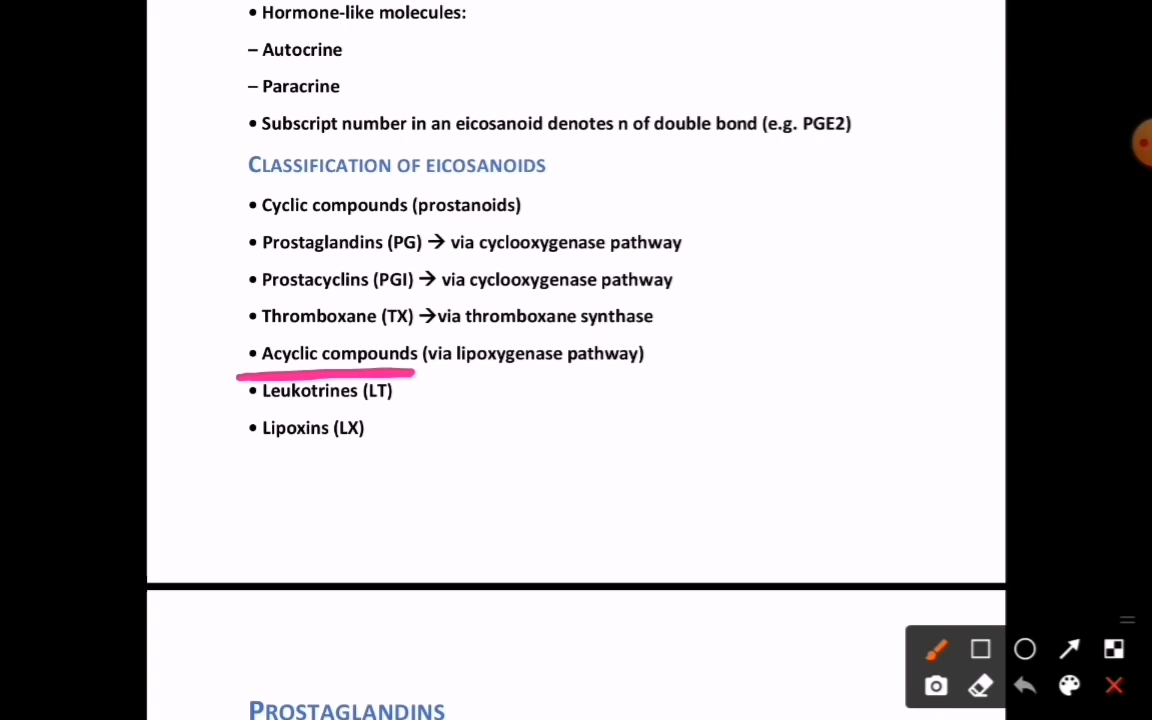 • Hormone-like molecules:
– Autocrine
– Paracrine
• Subscript number in an eicosanoid denotes n of double bond (e.g. PGE2)
CLASSIFICATION OF EICOSANOIDS
• Cyclic compounds (prostanoids)
• Prostaglandins (PG) → via cyclooxygenase pathway
• Prostacyclins (PGI) → via cyclooxygenase pathway
• Thromboxane (TX) →via thromboxane synthase
• Acyclic compounds (via lipoxygenase pathway)
• Leukotrines (LT)
• Lipoxins (LX)
PROSTAGLANDINS